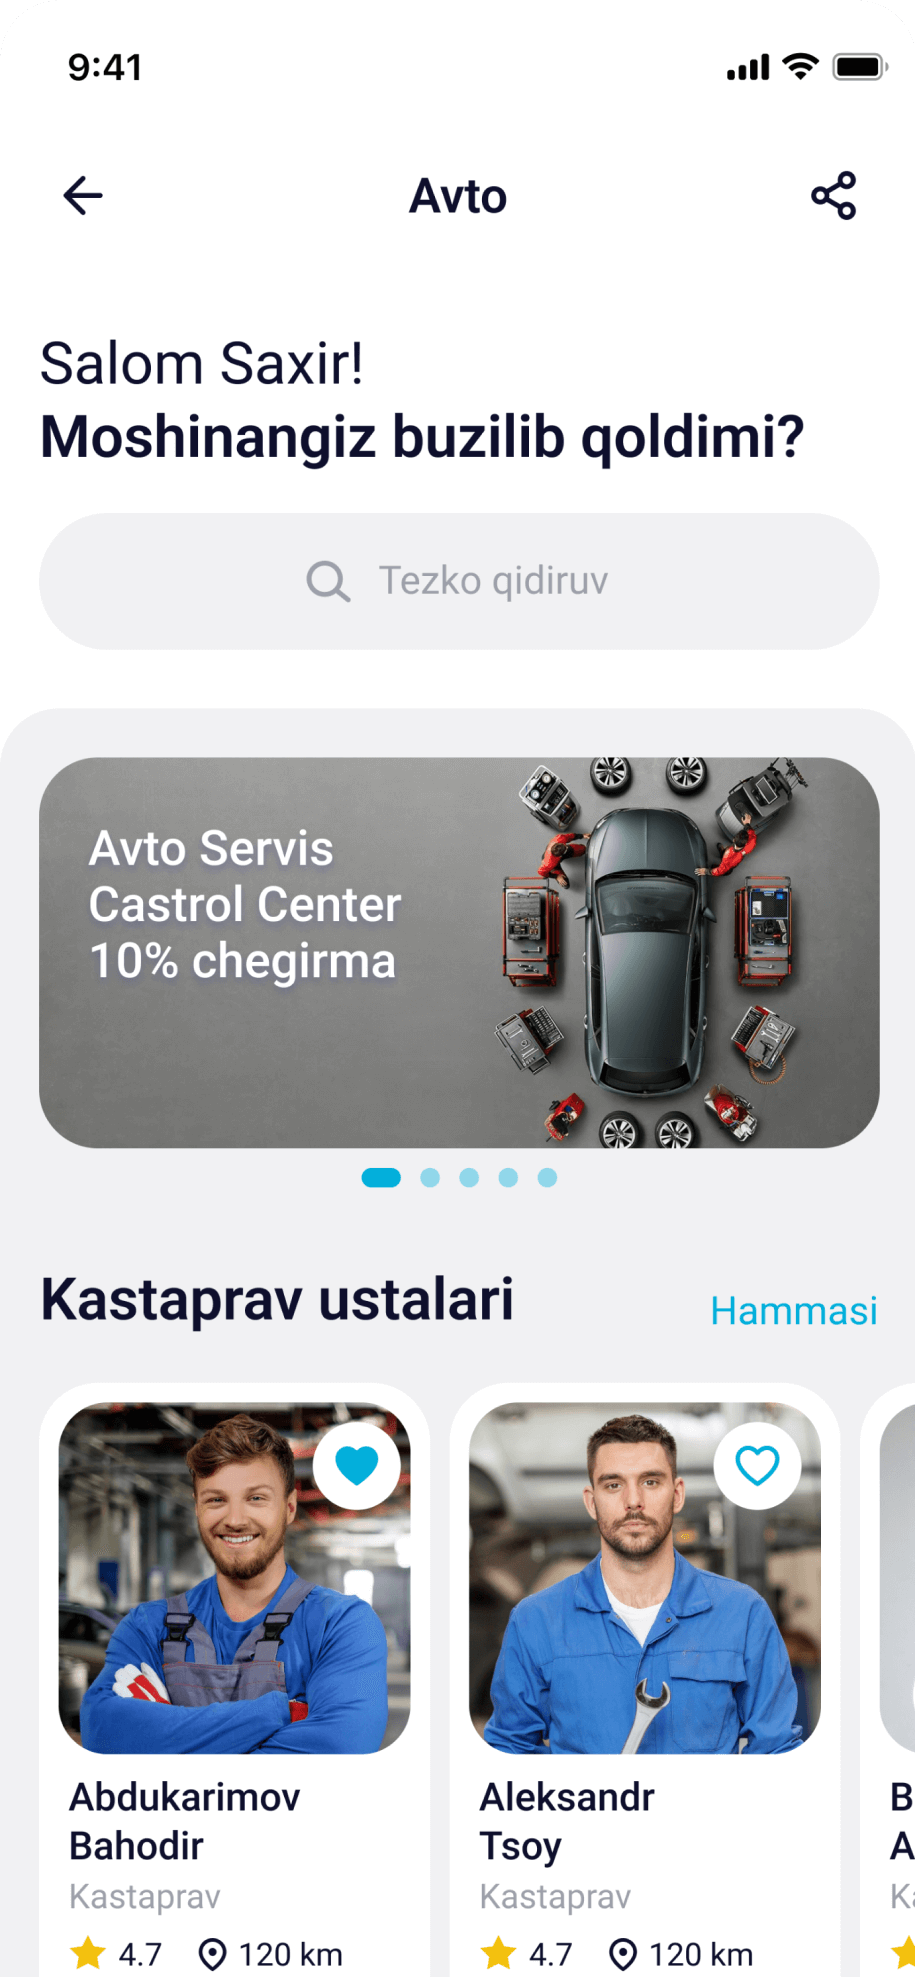 9:41
Avto
Salom Saxir!
Moshinangiz buzilib qoldimi?
Tezko qidiruv
Avto Servis
Castrol Center
10% chegirma
Kastaprav ustalari
Hammasi
Abdukarimov
Bahodir
Kastaprav
4.7
120 km
Aleksandr
Tsoy
Kastaprav
4.7
120 km